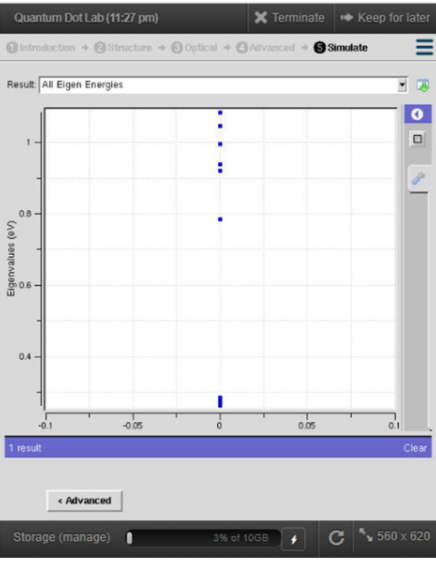 Quantum Dot Lab (11:27 pm) Terminate Keep for later
1 Introduction → 2 Structure → 3 Optical → 4 Advanced → 5 Simulate
Result: All Eigen Energies
Eigenvalues (eV)
1
0.8
0.6
0.4
-0.1 -0.05 0 0.05 0.1
1 result Clear
< Advanced
Storage (manage) 3% of 10GB 560 x 620